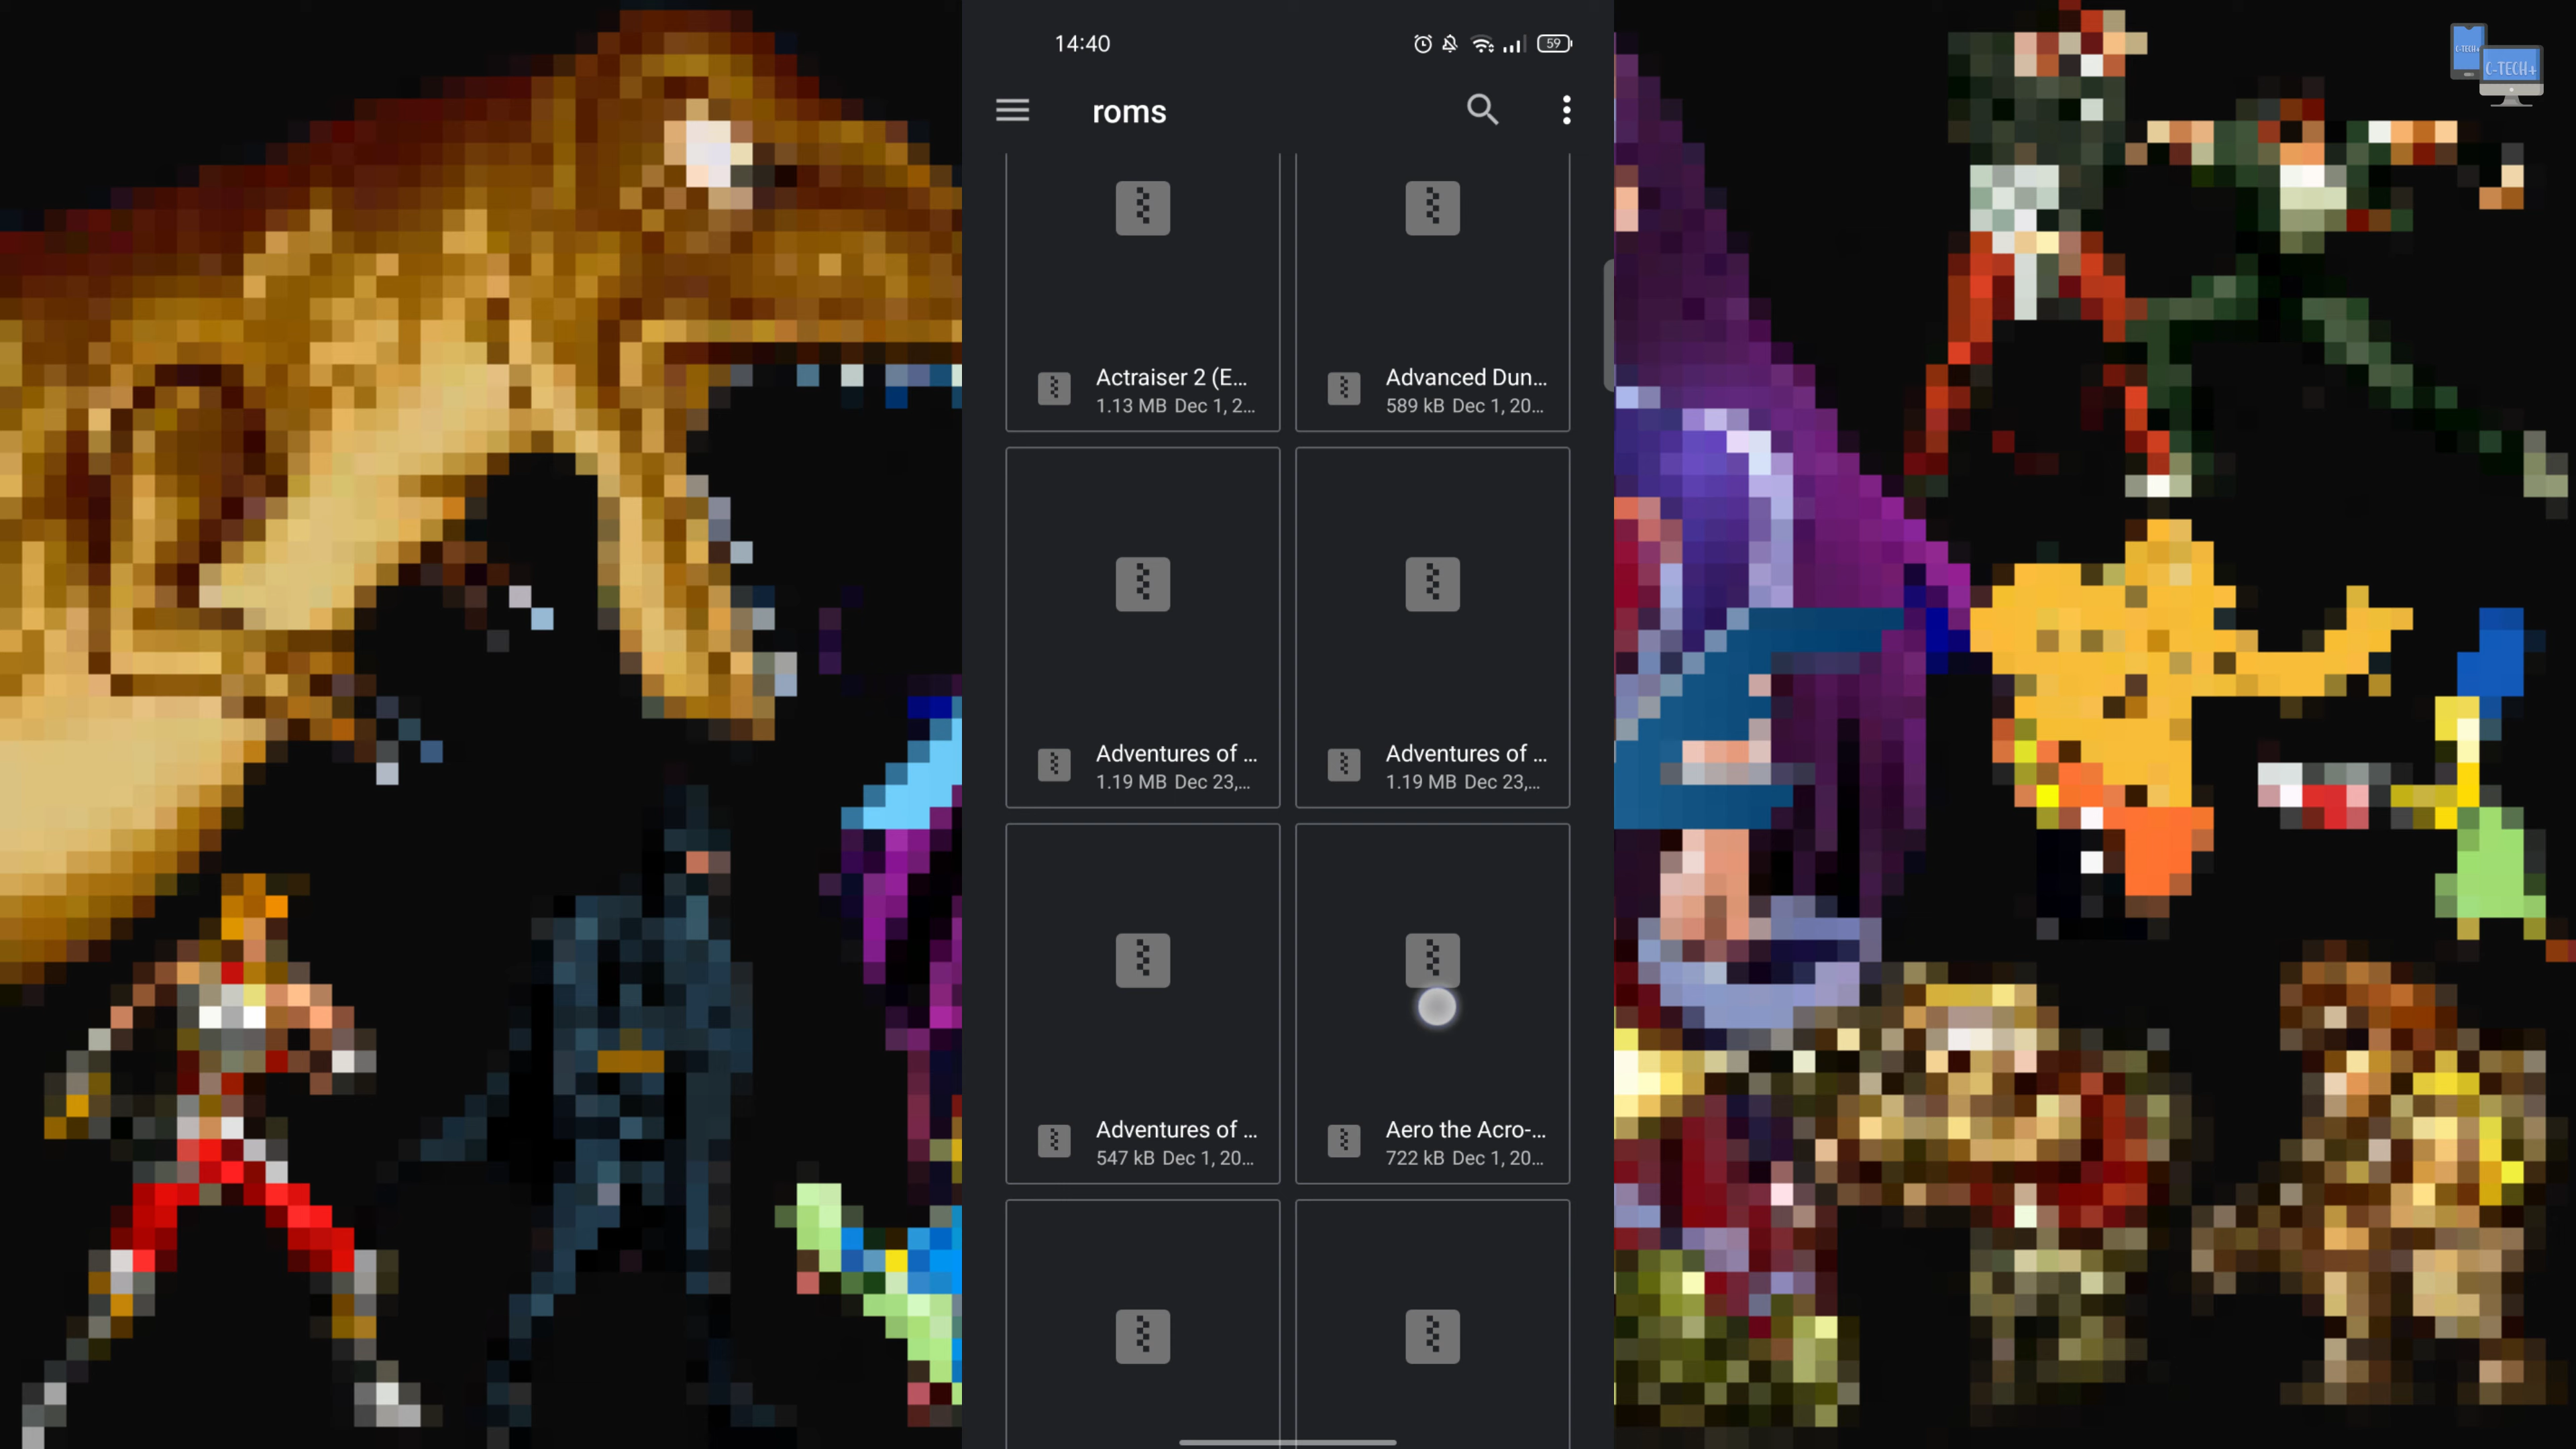 14:40
59
C-TECH+
C-TECH+
roms
Actraiser 2 (E...
1.13 MB Dec 1, 2...
Advanced Dun...
589 kB Dec 1, 20...
Adventures of ...
1.19 MB Dec 23,...
Adventures of ...
1.19 MB Dec 23,...
Adventures of ...
547 kB Dec 1, 20...
Aero the Acro-...
722 kB Dec 1, 20...